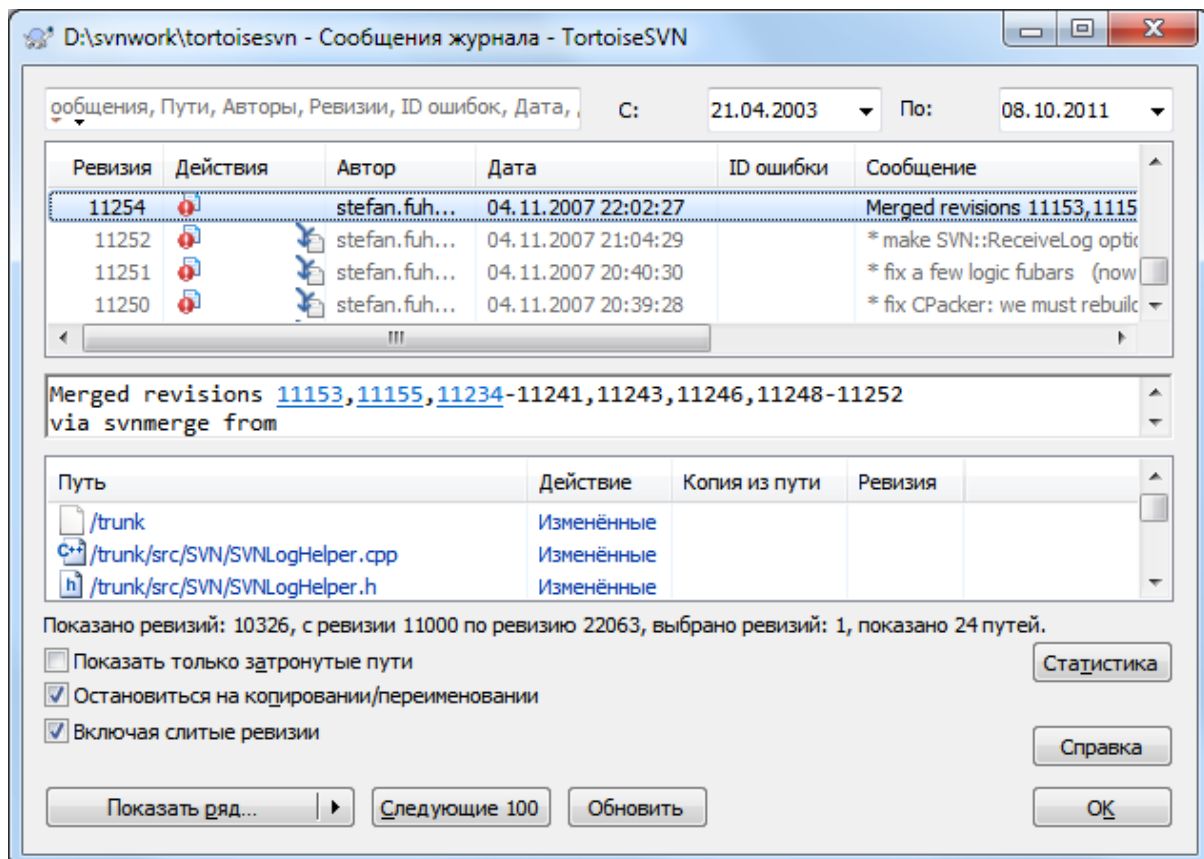 D:\svnwork\tortoisesvn - Сообщения журнала - TortoiseSVN
ообщения, Пути, Авторы, Ревизии, ID ошибок, Дата, С: 21.04.2003 По: 08.10.2011
Ревизия Действия Автор Дата ID ошибки Сообщение
11254 stefan.fuh... 04.11.2007 22:02:27 Merged revisions 11153,1115
11252 stefan.fuh... 04.11.2007 21:04:29 * make SVN::ReceiveLog optic
11251 stefan.fuh... 04.11.2007 20:40:30 * fix a few logic fubars (now
11250 stefan.fuh... 04.11.2007 20:39:28 * fix CPacker: we must rebuilc
Merged revisions 11153,11155,11234-11241,11243,11246,11248-11252
via svnmerge from
Путь Действие Копия из пути Ревизия
/trunk Изменённые
C++ /trunk/src/SVN/SVNLogHelper.cpp Изменённые
h /trunk/src/SVN/SVNLogHelper.h Изменённые
Показано ревизий: 10326, с ревизии 11000 по ревизию 22063, выбрано ревизий: 1, показано 24 путей.
Показать только затронутые пути Статистика
Остановиться на копировании/переименовании
Включая слитые ревизии
Справка
Показать ряд... Следующие 100 Обновить OK